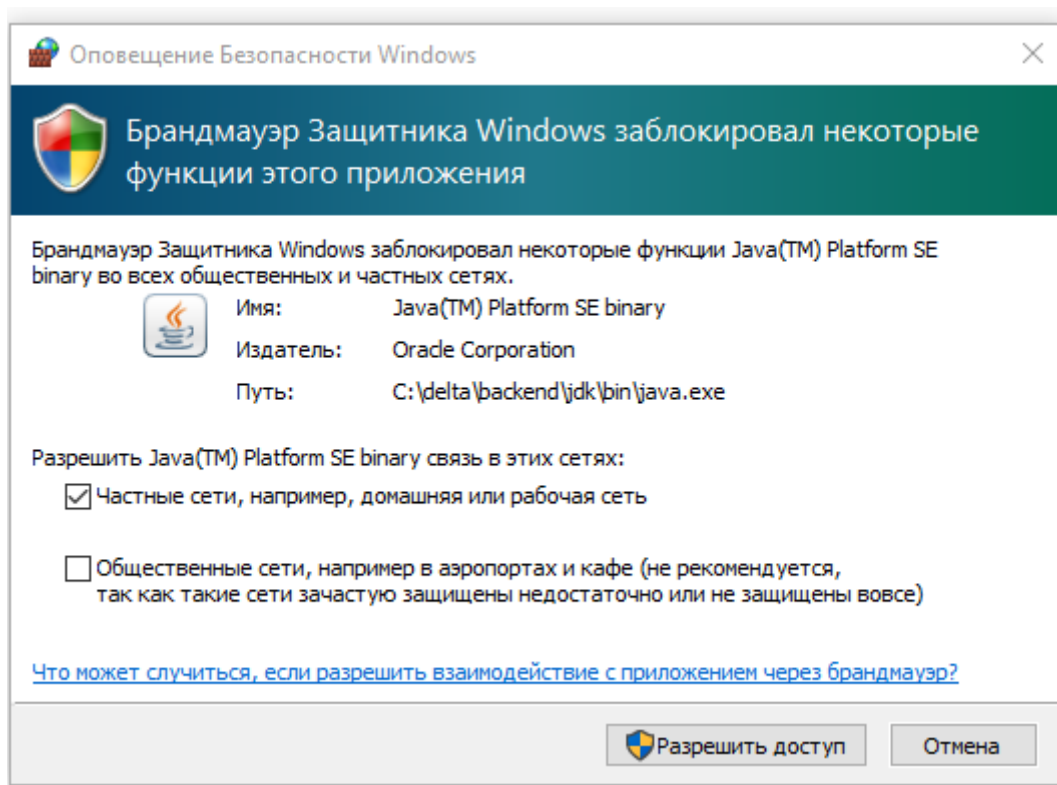 Оповещение Безопасности Windows
Брандмауэр Защитника Windows заблокировал некоторые
функции этого приложения
Брандмауэр Защитника Windows заблокировал некоторые функции Java(TM) Platform SE
binary во всех общественных и частных сетях.
Имя: Java(TM) Platform SE binary
Издатель: Oracle Corporation
Путь: C:\delta\backend\jdk\bin\java.exe
Разрешить Java(TM) Platform SE binary связь в этих сетях:
Частные сети, например, домашняя или рабочая сеть
Общественные сети, например в аэропортах и кафе (не рекомендуется,
так как такие сети зачастую защищены недостаточно или не защищены вовсе)
Что может случиться, если разрешить взаимодействие с приложением через брандмауэр?
Разрешить доступ Отмена